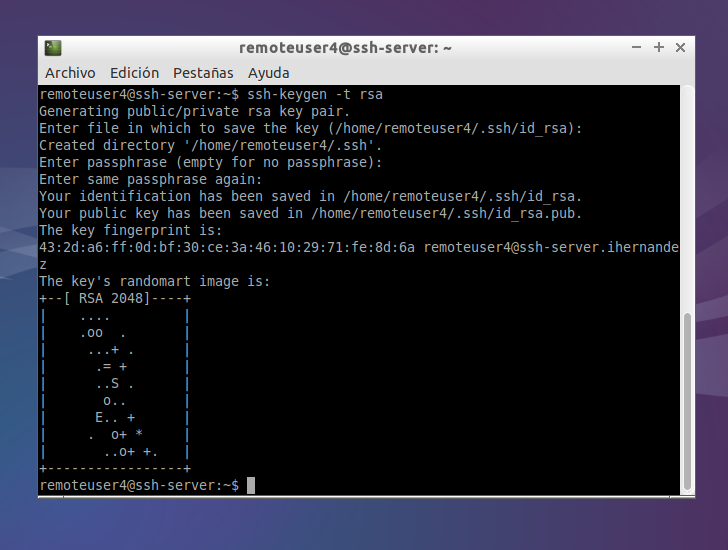 remoteuser4@ssh-server: ~
Archivo Edición Pestañas Ayuda
remoteuser4@ssh-server:~$ ssh-keygen -t rsa
Generating public/private rsa key pair.
Enter file in which to save the key (/home/remoteuser4/.ssh/id_rsa):
Created directory '/home/remoteuser4/.ssh'.
Enter passphrase (empty for no passphrase):
Enter same passphrase again:
Your identification has been saved in /home/remoteuser4/.ssh/id_rsa.
Your public key has been saved in /home/remoteuser4/.ssh/id_rsa.pub.
The key fingerprint is:
43:2d:a6:ff:0d:bf:30:ce:3a:46:10:29:71:fe:8d:6a remoteuser4@ssh-server.ihernande
z
The key's randomart image is:
+--[ RSA 2048]----+
|    ....         |
|    .oo  .       |
|     ...+ .      |
|      .= +       |
|      ..S .      |
|       o..       |
|      E.. +      |
|     .  o+ *     |
|       ..o+ +.   |
+-----------------+
remoteuser4@ssh-server:~$